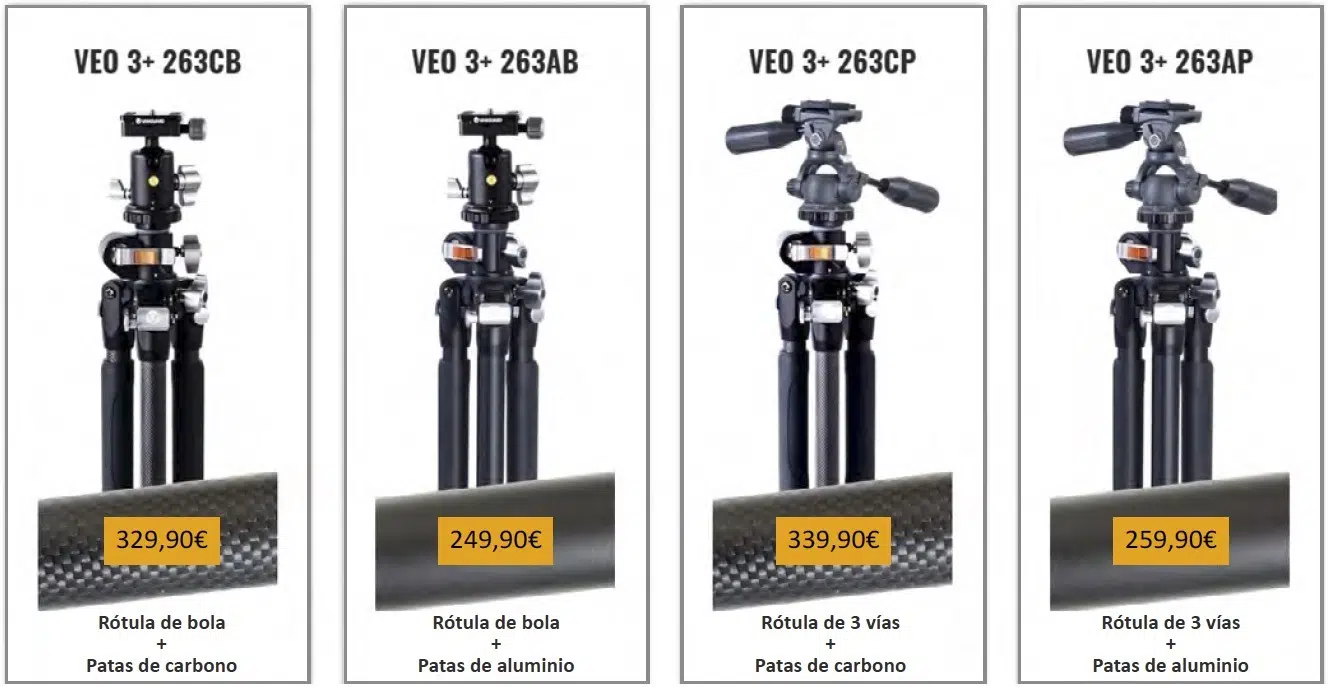 VEO 3+ 263CB
329,90€
Rótula de bola
+
Patas de carbono
VEO 3+ 263AB
249,90€
Rótula de bola
+
Patas de aluminio
VEO 3+ 263CP
339,90€
Rótula de 3 vías
+
Patas de carbono
VEO 3+ 263AP
259,90€
Rótula de 3 vías
+
Patas de aluminio